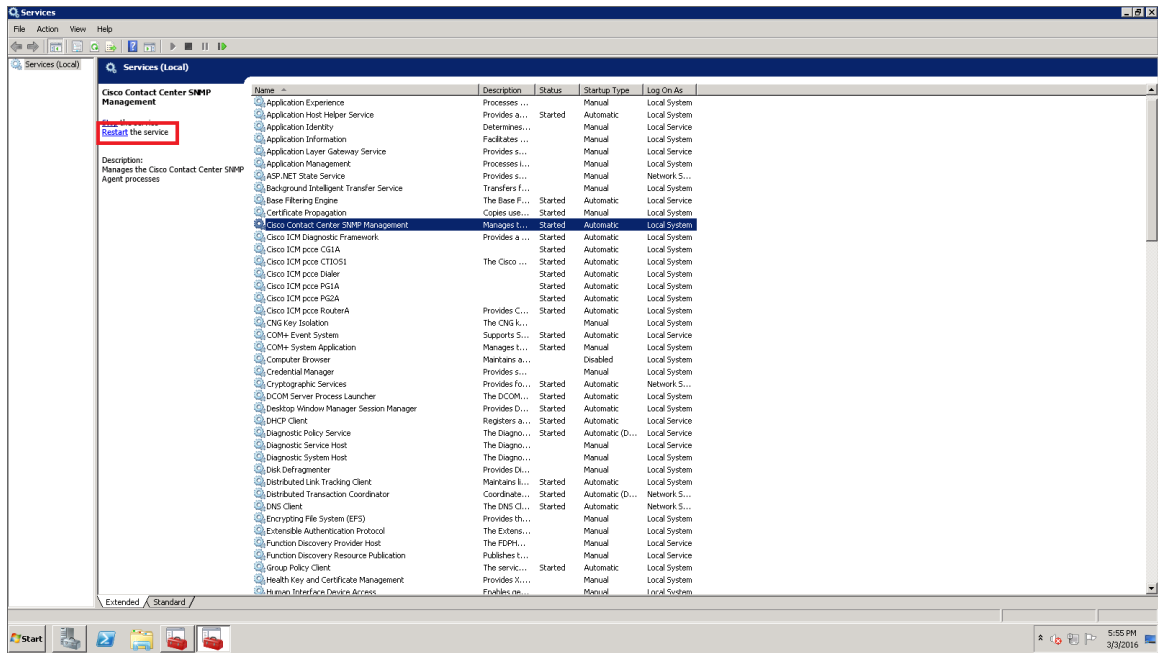 Services
File Action View Help
Services (Local)
Services (Local)
Cisco Contact Center SNMP Management
Stop the service
Restart the service
Description:
Manages the Cisco Contact Center SNMP Agent processes
Name Description Status Startup Type Log On As
Application Experience Processes ... Manual Local System
Application Host Helper Service Provides a... Started Automatic Local System
Application Identity Determines... Manual Local Service
Application Information Facilitates ... Manual Local System
Application Layer Gateway Service Provides s... Manual Local Service
Application Management Processes i... Manual Local System
ASP.NET State Service Provides s... Manual Network S...
Background Intelligent Transfer Service Transfers f... Manual Local System
Base Filtering Engine The Base F... Started Automatic Local Service
Certificate Propagation Copies use... Started Manual Local System
Cisco Contact Center SNMP Management Manages t... Started Automatic Local System
Cisco ICM Diagnostic Framework Provides a ... Started Automatic Local System
Cisco ICM pcce CG1A Started Automatic Local System
Cisco ICM pcce CTIOS1 The Cisco ... Started Automatic Local System
Cisco ICM pcce Dialer Started Automatic Local System
Cisco ICM pcce PG1A Started Automatic Local System
Cisco ICM pcce PG2A Started Automatic Local System
Cisco ICM pcce RouterA Provides C... Started Automatic Local System
CNG Key Isolation The CNG k... Manual Local System
COM+ Event System Supports S... Started Automatic Local Service
COM+ System Application Manages t... Started Manual Local System
Computer Browser Maintains a... Disabled Local System
Credential Manager Provides s... Manual Local System
Cryptographic Services Provides fo... Started Automatic Network S...
DCOM Server Process Launcher The DCOM... Started Automatic Local System
Desktop Window Manager Session Manager Provides D... Started Automatic Local System
DHCP Client Registers a... Started Automatic Local Service
Diagnostic Policy Service The Diagno... Started Automatic (D... Local Service
Diagnostic Service Host The Diagno... Manual Local Service
Diagnostic System Host The Diagno... Manual Local System
Disk Defragmenter Provides Di... Manual Local System
Distributed Link Tracking Client Maintains li... Started Automatic Local System
Distributed Transaction Coordinator Coordinate... Started Automatic (D... Network S...
DNS Client The DNS Cl... Started Automatic Network S...
Encrypting File System (EFS) Provides th... Manual Local System
Extensible Authentication Protocol The Extens... Manual Local System
Function Discovery Provider Host The FDPH... Manual Local Service
Function Discovery Resource Publication Publishes t... Manual Local Service
Group Policy Client The servic... Started Automatic Local System
Health Key and Certificate Management Provides X.... Manual Local System
Human Interface Device Access Enables ge... Manual Local System
Extended Standard
Start
5:55 PM
3/3/2016